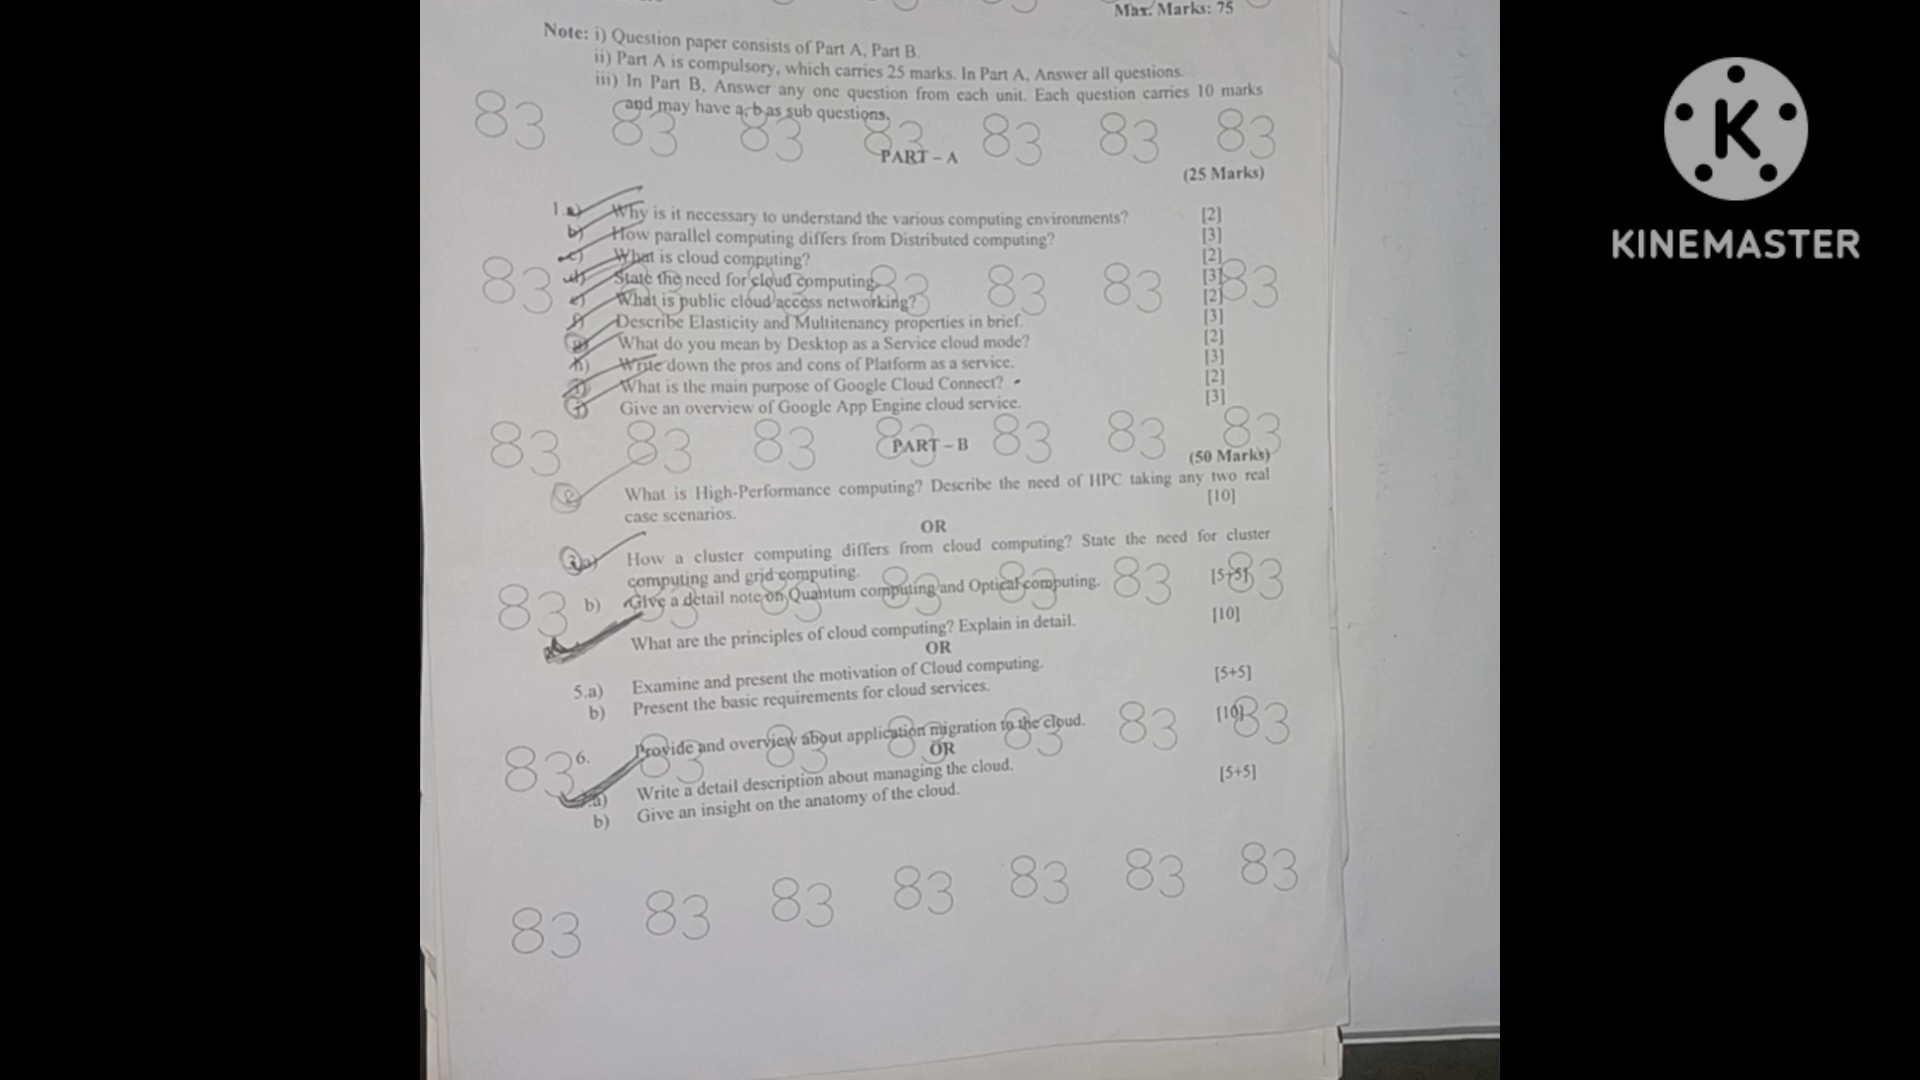 Max. Marks: 75
Note: i) Question paper consists of Part A, Part B.
ii) Part A is compulsory, which carries 25 marks. In Part A, Answer all questions.
iii) In Part B, Answer any one question from each unit. Each question carries 10 marks
and may have a, b as sub questions.
83 83 83 83 83 83 83
PART – A
(25 Marks)
1.a) Why is it necessary to understand the various computing environments? [2]
b) How parallel computing differs from Distributed computing? [3]
c) What is cloud computing? [2]
d) State the need for cloud computing. [3]
83 83 83 83 83 83 83
e) What is public cloud access networking? [2]
f) Describe Elasticity and Multitenancy properties in brief. [3]
g) What do you mean by Desktop as a Service cloud mode? [2]
h) Write down the pros and cons of Platform as a service. [3]
i) What is the main purpose of Google Cloud Connect? [2]
j) Give an overview of Google App Engine cloud service. [3]
83 83 83 83 83 83 83
PART – B
(50 Marks)
What is High-Performance computing? Describe the need of HPC taking any two real
case scenarios. [10]
OR
3.a) How a cluster computing differs from cloud computing? State the need for cluster
computing and grid computing.
b) Give a detail note on Quantum computing and Optical computing. [5+5]
83 83 83 83 83 83 83
What are the principles of cloud computing? Explain in detail. [10]
OR
5.a) Examine and present the motivation of Cloud computing.
b) Present the basic requirements for cloud services. [5+5]
6. Provide and overview about application migration to the cloud. [10]
83 83 83 83 83 83 83
OR
a) Write a detail description about managing the cloud.
b) Give an insight on the anatomy of the cloud. [5+5]
83 83 83 83 83 83 83
K
KINEMASTER